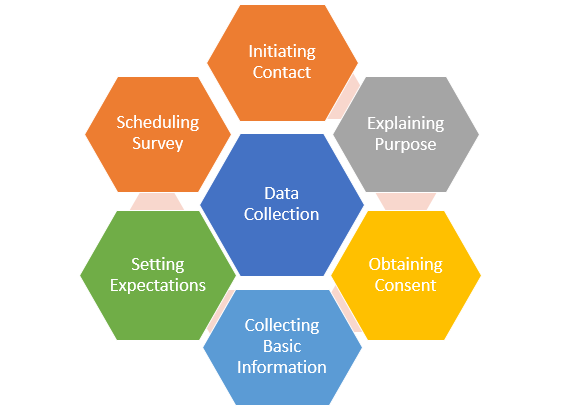 Initiating
Contact
Explaining
Purpose
Obtaining
Consent
Collecting
Basic
Information
Setting
Expectations
Scheduling
Survey
Data
Collection